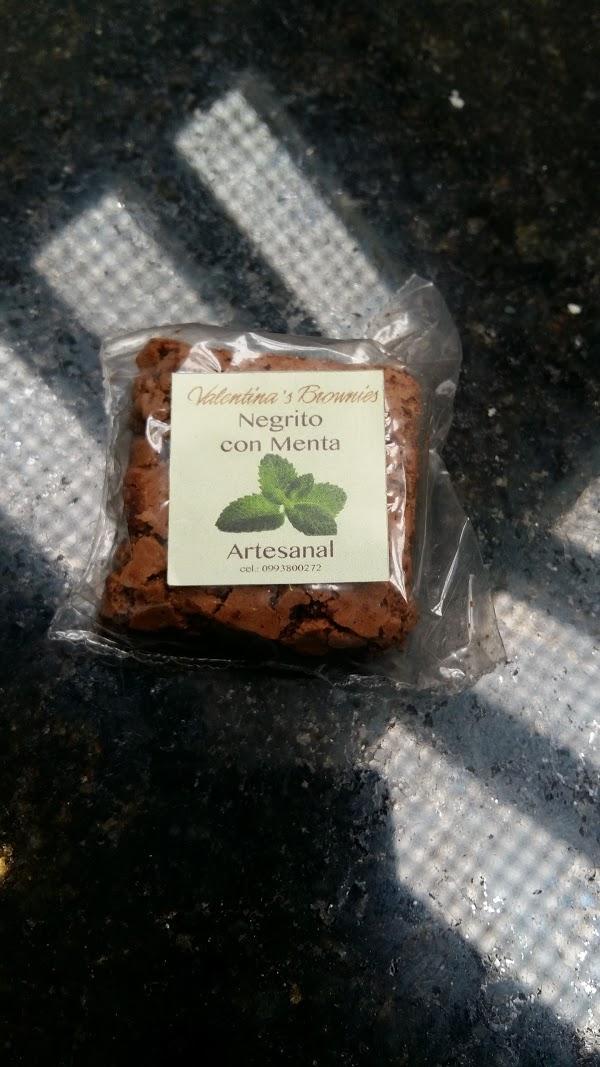 Valentina's Brownies
Negrito
con Menta
Artesanal
cel.: 0993800272